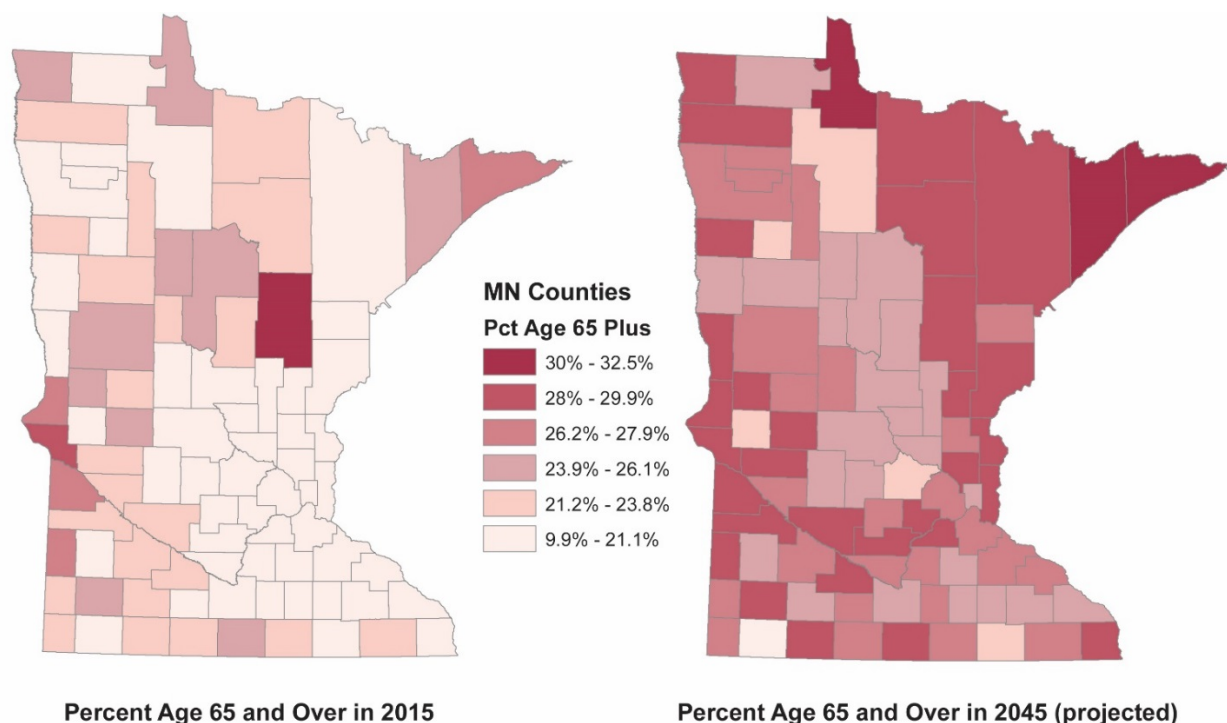 MN Counties
Pct Age 65 Plus
30% - 32.5%
28% - 29.9%
26.2% - 27.9%
23.9% - 26.1%
21.2% - 23.8%
9.9% - 21.1%
Percent Age 65 and Over in 2015
Percent Age 65 and Over in 2045 (projected)